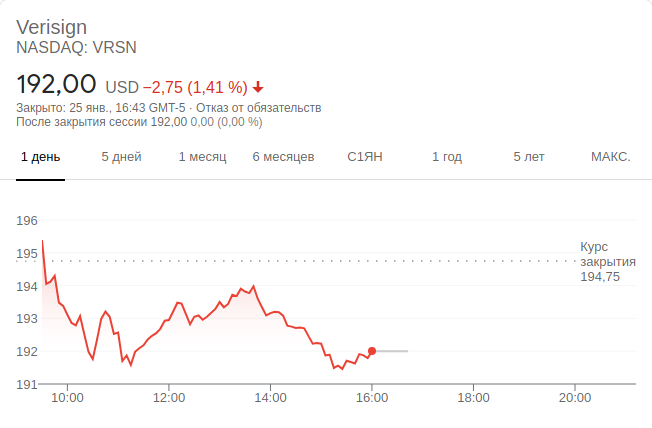 Verisign
NASDAQ: VRSN
192,00 USD −2,75 (1,41 %)
Закрыто: 25 янв., 16:43 GMT-5 · Отказ от обязательств
После закрытия сессии 192,00 0,00 (0,00 %)
1 день 5 дней 1 месяц 6 месяцев С1ЯН 1 год 5 лет МАКС.
196
195
194
193
192
191
Курс
закрытия
194,75
10:00 12:00 14:00 16:00 18:00 20:00